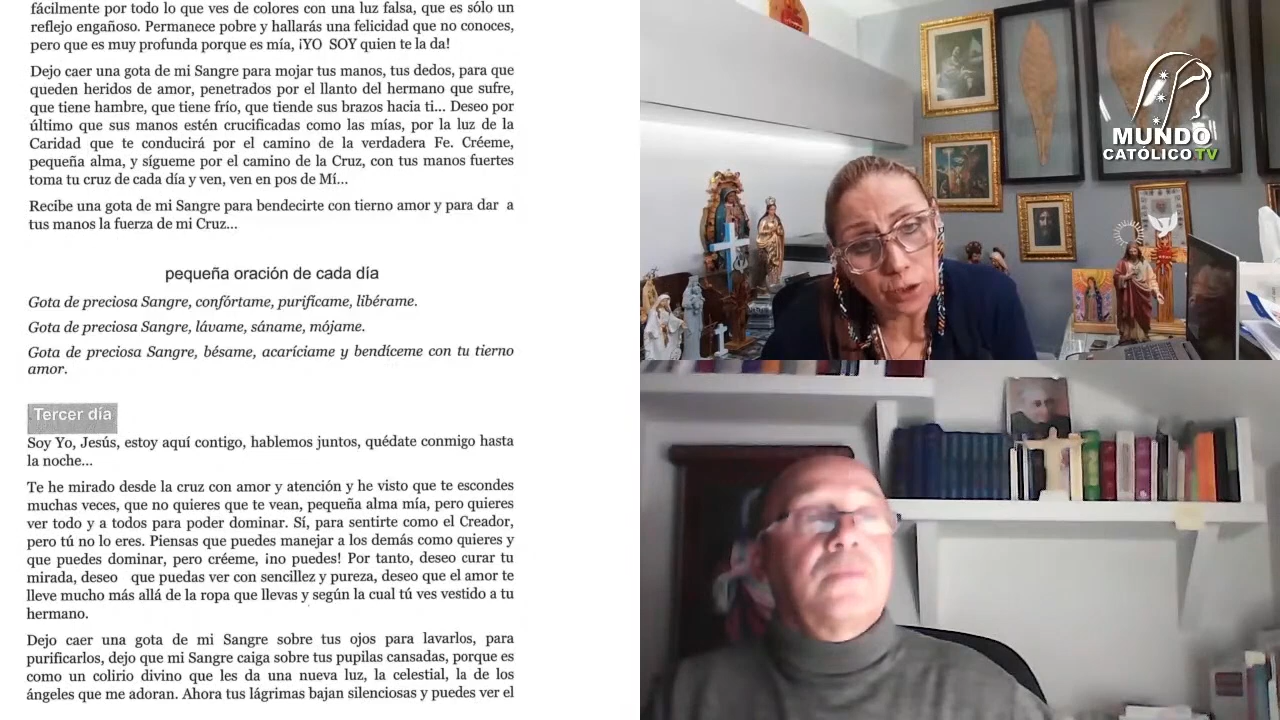 fácilmente por todo lo que ves de colores con una luz falsa, que es sólo un
reflejo engañoso. Permanece pobre y hallarás una felicidad que no conoces,
pero que es muy profunda porque es mía, ¡YO SOY quien te la da!
Dejo caer una gota de mi Sangre para mojar tus manos, tus dedos, para que
queden heridos de amor, penetrados por el llanto del hermano que sufre,
que tiene hambre, que tiene frío, que tiende sus brazos hacia ti... Deseo por
último que sus manos estén crucificadas como las mías, por la luz de la
Caridad que te conducirá por el camino de la verdadera Fe. Créeme,
pequeña alma, y sígueme por el camino de la Cruz, con tus manos fuertes
toma tu cruz de cada día y ven, ven en pos de Mí...
Recibe una gota de mi Sangre para bendecirte con tierno amor y para dar a
tus manos la fuerza de mi Cruz...
pequeña oración de cada día
Gota de preciosa Sangre, confórtame, purifícame, libérame.
Gota de preciosa Sangre, lávame, sáname, mójame.
Gota de preciosa Sangre, bésame, acaríciame y bendíceme con tu tierno
amor.
Tercer día
Soy Yo, Jesús, estoy aquí contigo, hablemos juntos, quédate conmigo hasta
la noche...
Te he mirado desde la cruz con amor y atención y he visto que te escondes
muchas veces, que no quieres que te vean, pequeña alma mía, pero quieres
ver todo y a todos para poder dominar. Sí, para sentirte como el Creador,
pero tú no lo eres. Piensas que puedes manejar a los demás como quieres y
que puedes dominar, pero créeme, ¡no puedes! Por tanto, deseo curar tu
mirada, deseo que puedas ver con sencillez y pureza, deseo que el amor te
lleve mucho más allá de la ropa que llevas y según la cual tú ves vestido a tu
hermano.
Dejo caer una gota de mi Sangre sobre tus ojos para lavarlos, para
purificarlos, dejo que mi Sangre caiga sobre tus pupilas cansadas, porque es
como un colirio divino que les da una nueva luz, la celestial, la de los
ángeles que me adoran. Ahora tus lágrimas bajan silenciosas y puedes ver el
MUNDO
CATÓLICO TV